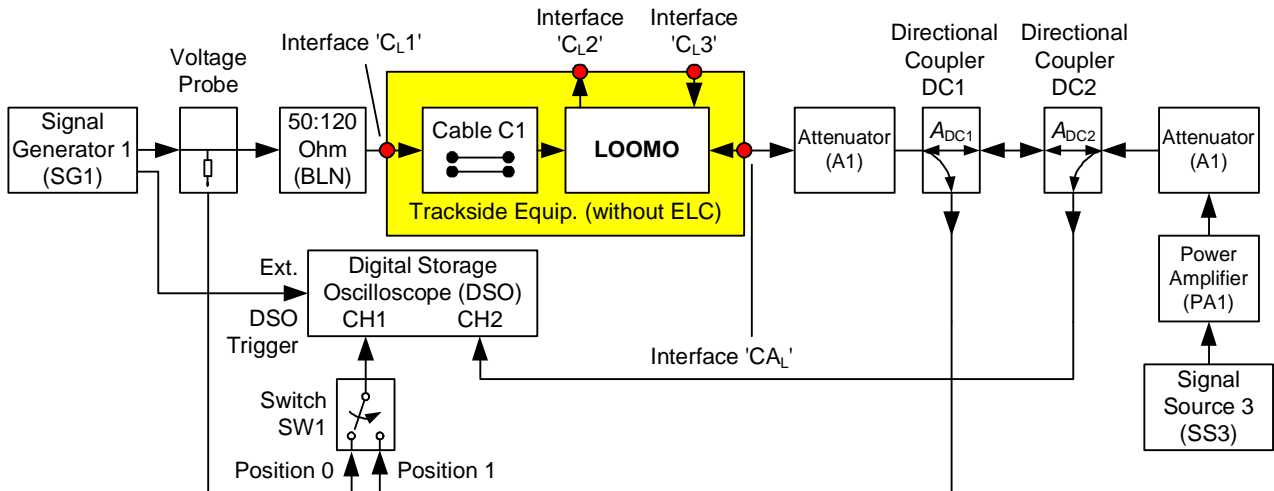 Interface 'CL1'
Interface
'CL2'
Interface
'CL3'
Directional
Coupler
DC1
Directional
Coupler
DC2
Voltage
Probe
Signal
Generator 1
(SG1)
50:120
Ohm
(BLN)
Cable C1
LOOMO
Trackside Equip. (without ELC)
Attenuator
(A1)
ADC1
ADC2
Attenuator
(A1)
Ext.
DSO
Trigger
Digital Storage
Oscilloscope (DSO)
CH1 CH2
Interface 'CAL'
Power
Amplifier
(PA1)
Signal
Source 3
(SS3)
Switch
SW1
Position 0
Position 1